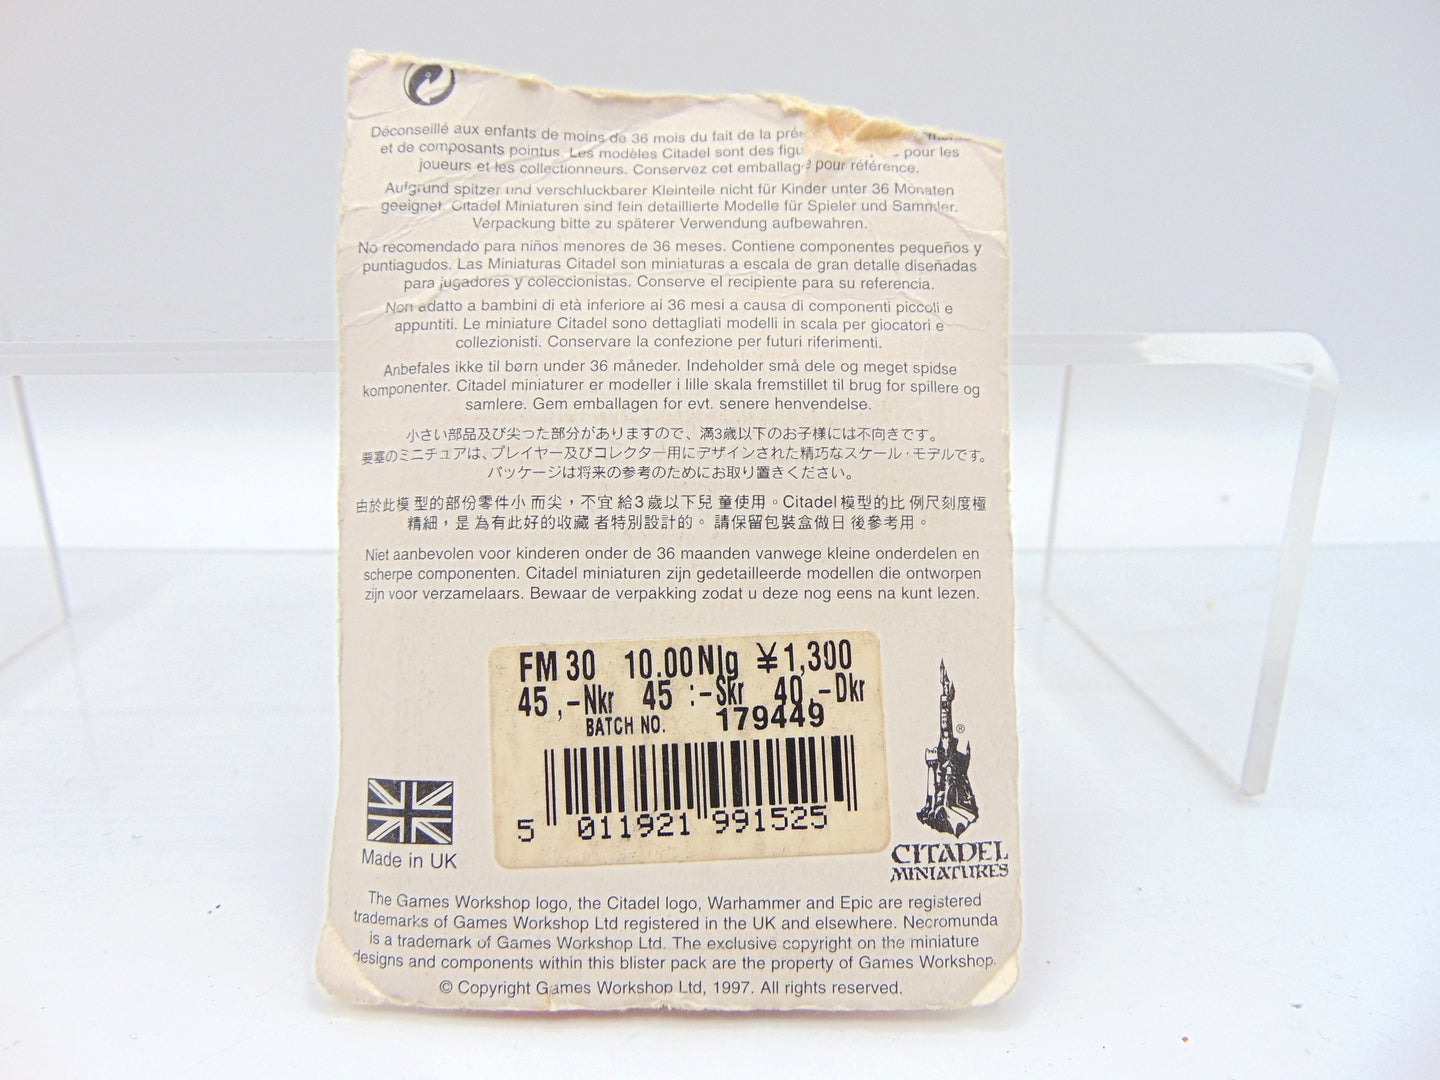 Déconseillé aux enfants de moins de 36 mois du fait de la
et de composants pointus. Les modèles Citadel sont des pour les
joueurs et les collectionneurs. Conservez cet emballage pour référence.
Aufgrund spitzer und verschluckbarer Kleinteile nicht für Kinder unter 36 Monaten
geeignet. Citadel Miniaturen sind fein detaillierte Modelle für Spieler und Sammler.
Verpackung bitte zu späterer Verwendung aufbewahren.
No recomendado para niños menores de 36 meses. Contiene componentes pequeños y
puntiagudos. Las Miniaturas Citadel son miniaturas a escala de gran detalle diseñadas
para jugadores y coleccionistas. Conserve el recipiente para su referencia.
Non adatto a bambini di età inferiore ai 36 mesi a causa di componenti piccoli e
appuntiti. Le miniature Citadel sono dettagliati modelli in scala per giocatori e
collezionisti. Conservare la confezione per futuri riferimenti.
Anbefales ikke til børn under 36 måneder. Indeholder små dele og meget spidse
komponenter. Citadel miniaturer er modeller i lille skala fremstillet til brug for spillere og
samlere. Gem emballagen for evt. senere henvendelse.
小さい部品及び尖った部分がありますので、満3歳以下のお子様には不向きです。
要塞のミニチュアは、プレイヤー及びコレクター用にデザインされた精巧なスケール・モデルです。
パッケージは将来の参考のためにお取り置きください。
由於此模型的部份零件小而尖，不宜給3歲以下兒童使用。Citadel模型的比例尺刻度極
精細，是為有此好的收藏者特別設計的。請保留包裝盒做日後參考用。
Niet aanbevolen voor kinderen onder de 36 maanden vanwege kleine onderdelen en
scherpe componenten. Citadel miniaturen zijn gedetailleerde modellen die ontworpen
zijn voor verzamelaars. Bewaar de verpakking zodat u deze nog eens na kunt lezen.
FM 30 10.00Nlg ¥1,300
45,-Nkr 45:-Skr 40,-Dkr
BATCH NO. 179449
5 011921 991525
Made in UK
®
CITADEL
MINIATURES
The Games Workshop logo, the Citadel logo, Warhammer and Epic are registered
trademarks of Games Workshop Ltd registered in the UK and elsewhere. Necromunda
is a trademark of Games Workshop Ltd. The exclusive copyright on the miniature
designs and components within this blister pack are the property of Games Workshop.
© Copyright Games Workshop Ltd, 1997. All rights reserved.